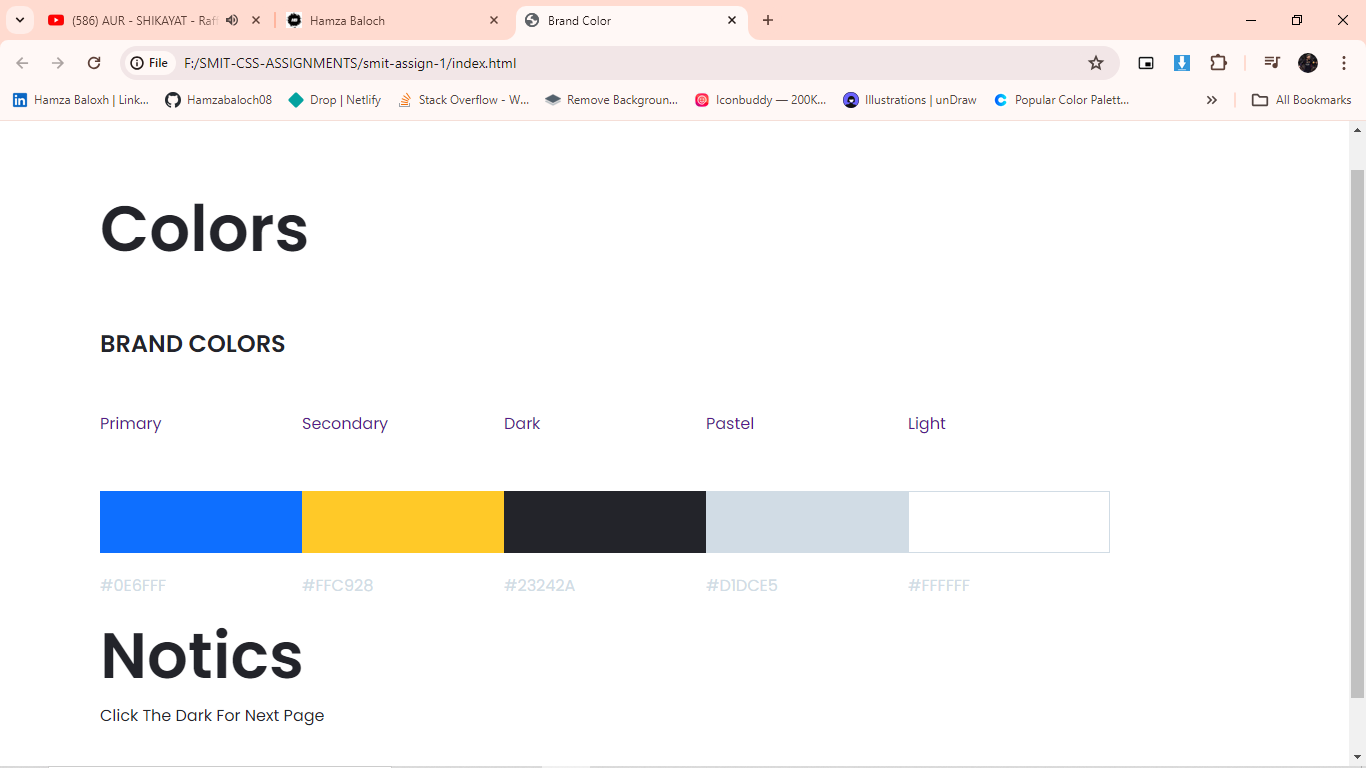 (586) AUR - SHIKAYAT - Raf
Hamza Baloch
Brand Color
File F:/SMIT-CSS-ASSIGNMENTS/smit-assign-1/index.html
Hamza Baloxh | Link... Hamzabaloch08 Drop | Netlify Stack Overflow - W... Remove Backgroun... Iconbuddy — 200K... Illustrations | unDraw Popular Color Palett... » All Bookmarks
Colors
BRAND COLORS
Primary Secondary Dark Pastel Light
#0E6FFF #FFC928 #23242A #D1DCE5 #FFFFFF
Notics
Click The Dark For Next Page